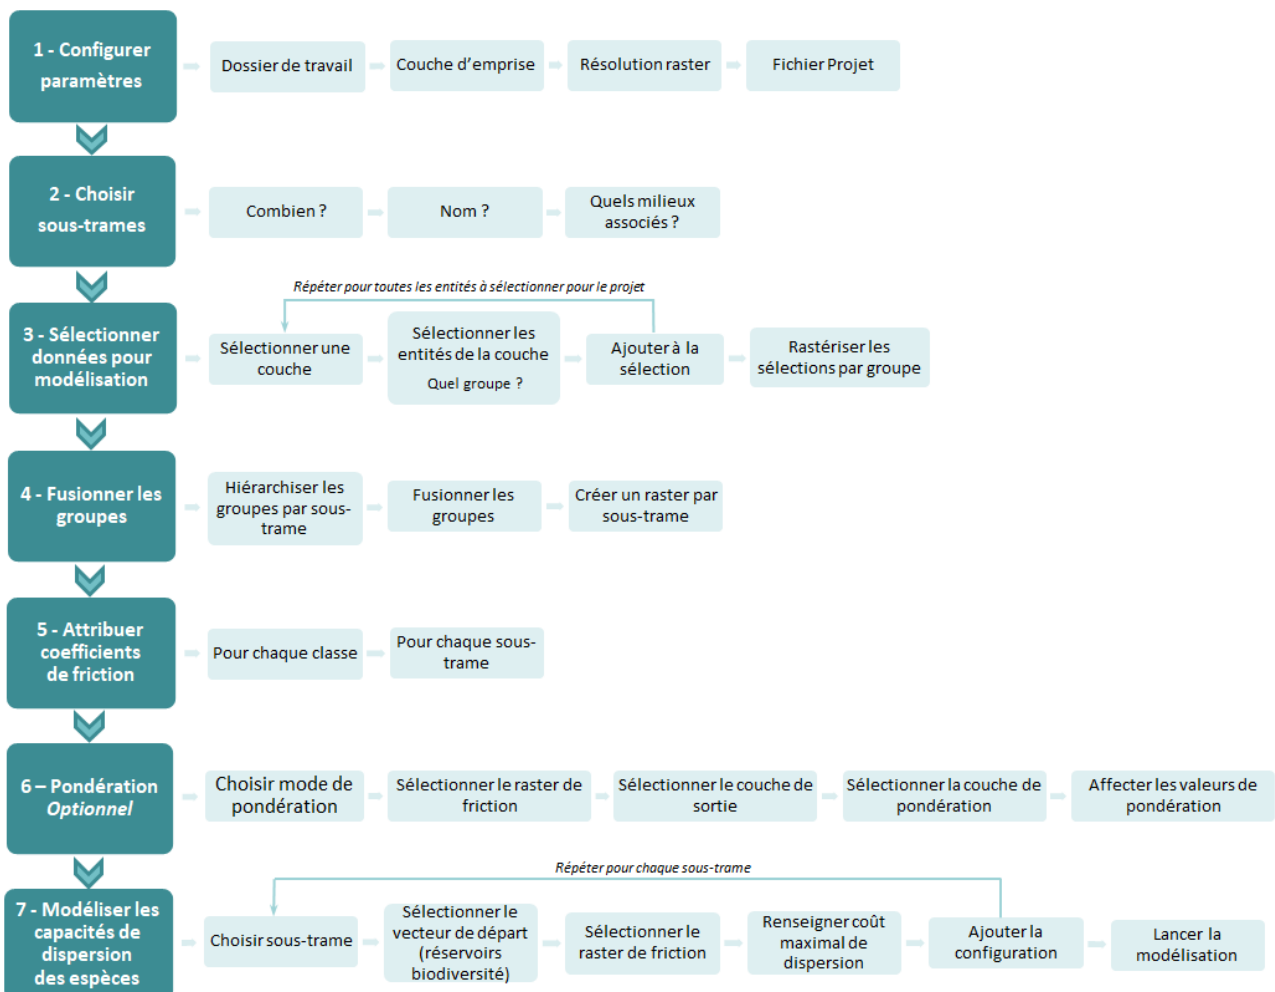 1 - Configurer
paramètres
Dossier de travail
Couche d'emprise
Résolution raster
Fichier Projet
2 - Choisir
sous-trames
Combien ?
Nom ?
Quels milieux
associés ?
Répéter pour toutes les entités à sélectionner pour le projet
3 - Sélectionner
données pour
modélisation
Sélectionner une
couche
Sélectionner les
entités de la couche
Quel groupe ?
Ajouter à la
sélection
Rastériser les
sélections par groupe
4 - Fusionner les
groupes
Hiérarchiser les
groupes par sous-
trame
Fusionner les
groupes
Créer un raster par
sous-trame
5 - Attribuer
coefficients
de friction
Pour chaque classe
Pour chaque sous-
trame
6 – Pondération
Optionnel
Choisir mode de
pondération
Sélectionner le raster de
friction
Sélectionner le couche de
sortie
Sélectionner la couche de
pondération
Affecter les valeurs de
pondération
Répéter pour chaque sous-trame
7 - Modéliser les
capacités de
dispersion
des espèces
Choisir sous-trame
Sélectionner le
vecteur de départ
(réservoirs
biodiversité)
Sélectionner le
raster de friction
Renseigner coût
maximal de
dispersion
Ajouter la
configuration
Lancer la
modélisation